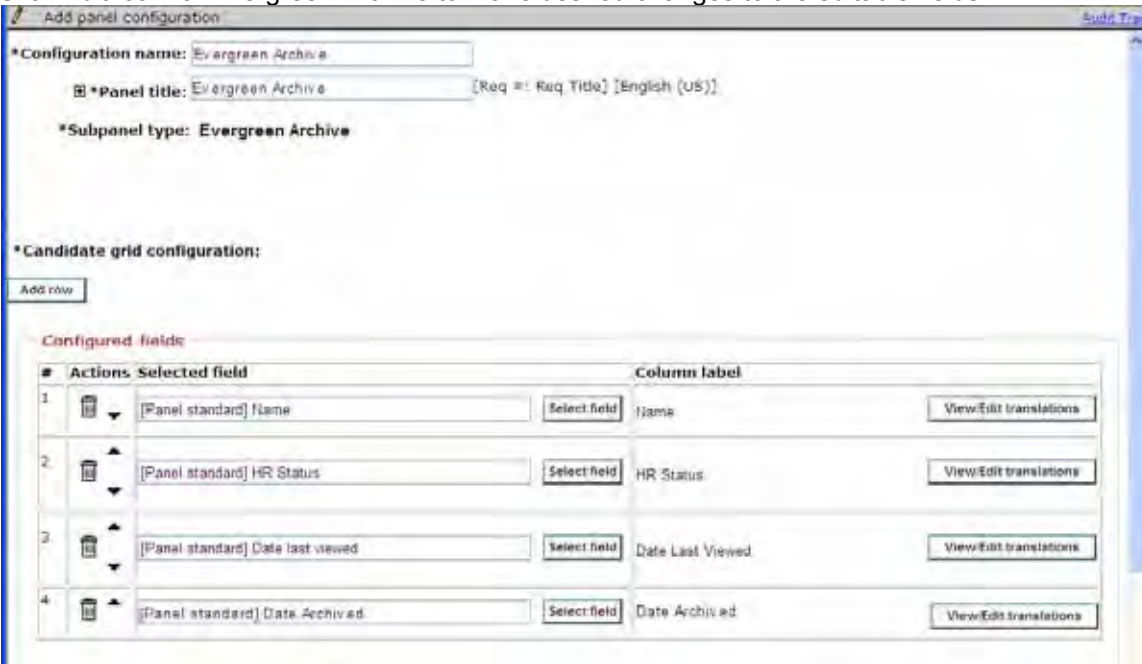 Add panel configuration
*Configuration name: Evergreen Archive
*Panel title: Evergreen Archive [Req #: Req Title] [English (US)]
*Subpanel type: Evergreen Archive
*Candidate grid configuration:
Add row
Configured fields
# Actions Selected field Column label
1 [Panel standard] Name Select field Name View/Edit translations
2 [Panel standard] HR Status Select field HR Status View/Edit translations
3 [Panel standard] Date last viewed Select field Date Last Viewed View/Edit translations
4 [Panel standard] Date Archived Select field Date Archived View/Edit translations